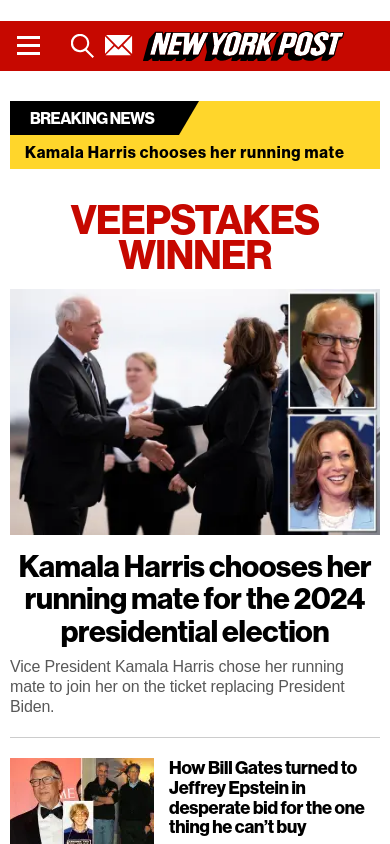 NEW YORK POST
BREAKING NEWS
Kamala Harris chooses her running mate
VEEPSTAKES
WINNER
Kamala Harris chooses her
running mate for the 2024
presidential election
Vice President Kamala Harris chose her running
mate to join her on the ticket replacing President
Biden.
How Bill Gates turned to
Jeffrey Epstein in
desperate bid for the one
thing he can’t buy